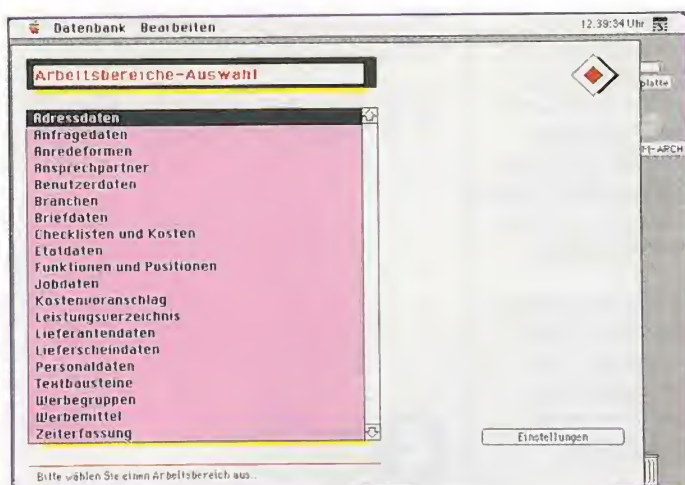 Datenbank Bearbeiten 12.39:34 Uhr
Arbeitsbereiche-Auswahl
platte
M-ARCH
Adressdaten
Anfragedaten
Anredeformen
Ansprechpartner
Benutzerdaten
Branchen
Briefdaten
Checklisten und Kosten
Etatdaten
Funktionen und Positionen
Jobdaten
Kostenvoranschlag
Leistungsverzeichnis
Lieferantendaten
Lieferscheindaten
Personaldaten
Textbausteine
Werbegruppen
Werbemittel
Zeiterfassung
Einstellungen
Bitte wählen Sie einen Arbeitsbereich aus..